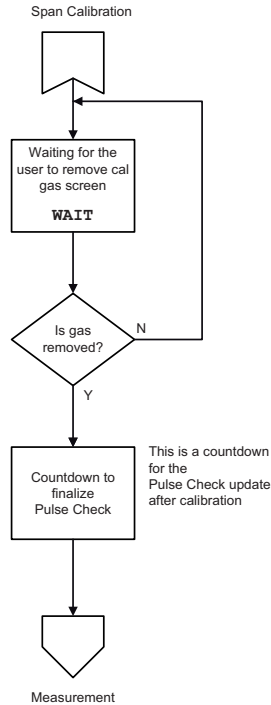 Span Calibration
Waiting for the
user to remove cal
gas screen
WAIT
Is gas
removed?
N
Y
Countdown to
finalize
Pulse Check
This is a countdown
for the
Pulse Check update
after calibration
Measurement